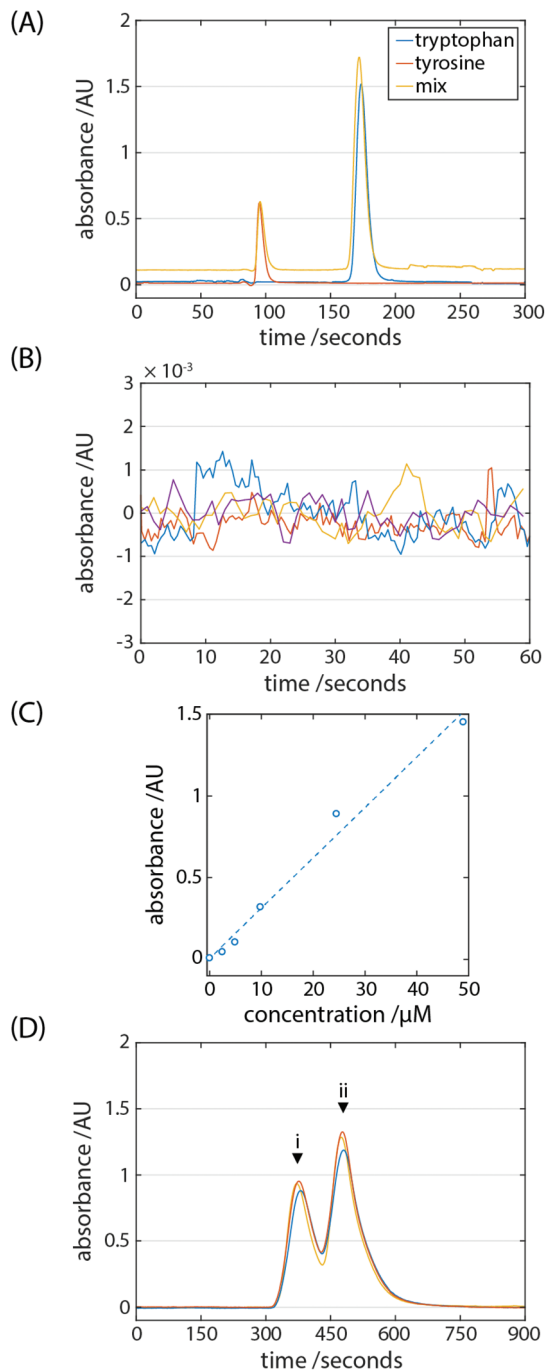 (A)
2
1.5
1
0.5
0
absorbance /AU
tryptophan
tyrosine
mix
0 50 100 150 200 250 300
time /seconds
(B)
× 10⁻³
3
2
1
0
-1
-2
-3
absorbance /AU
0 10 20 30 40 50 60
time /seconds
(C)
1.5
1
0.5
0
absorbance /AU
0 10 20 30 40 50
concentration /μM
(D)
2
1.5
1
0.5
0
absorbance /AU
i
ii
0 150 300 450 600 750 900
time /seconds